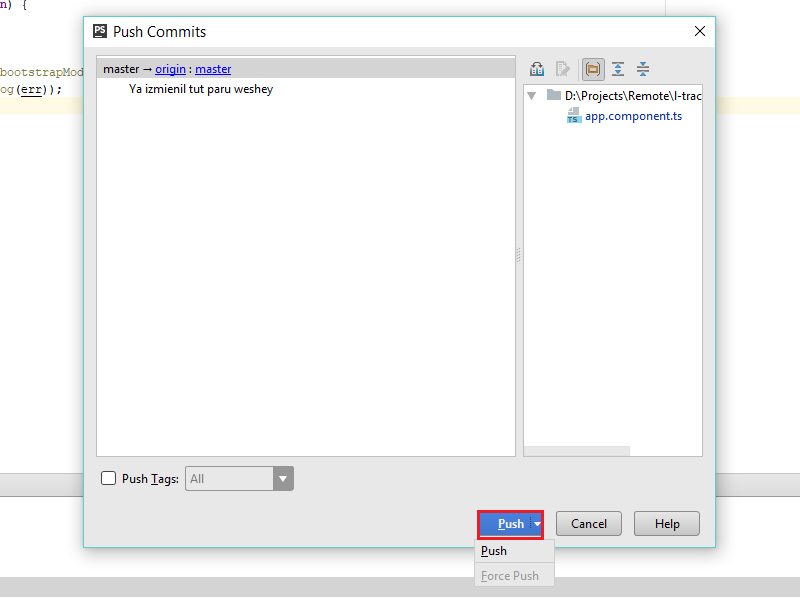 n) {
PS Push Commits
bootstrapMod
og(err));
master → origin : master
Ya izmienil tut paru weshey
D:\Projects\Remote\I-trac
TS app.component.ts
Push Tags: All
Push Cancel Help
Push
Force Push